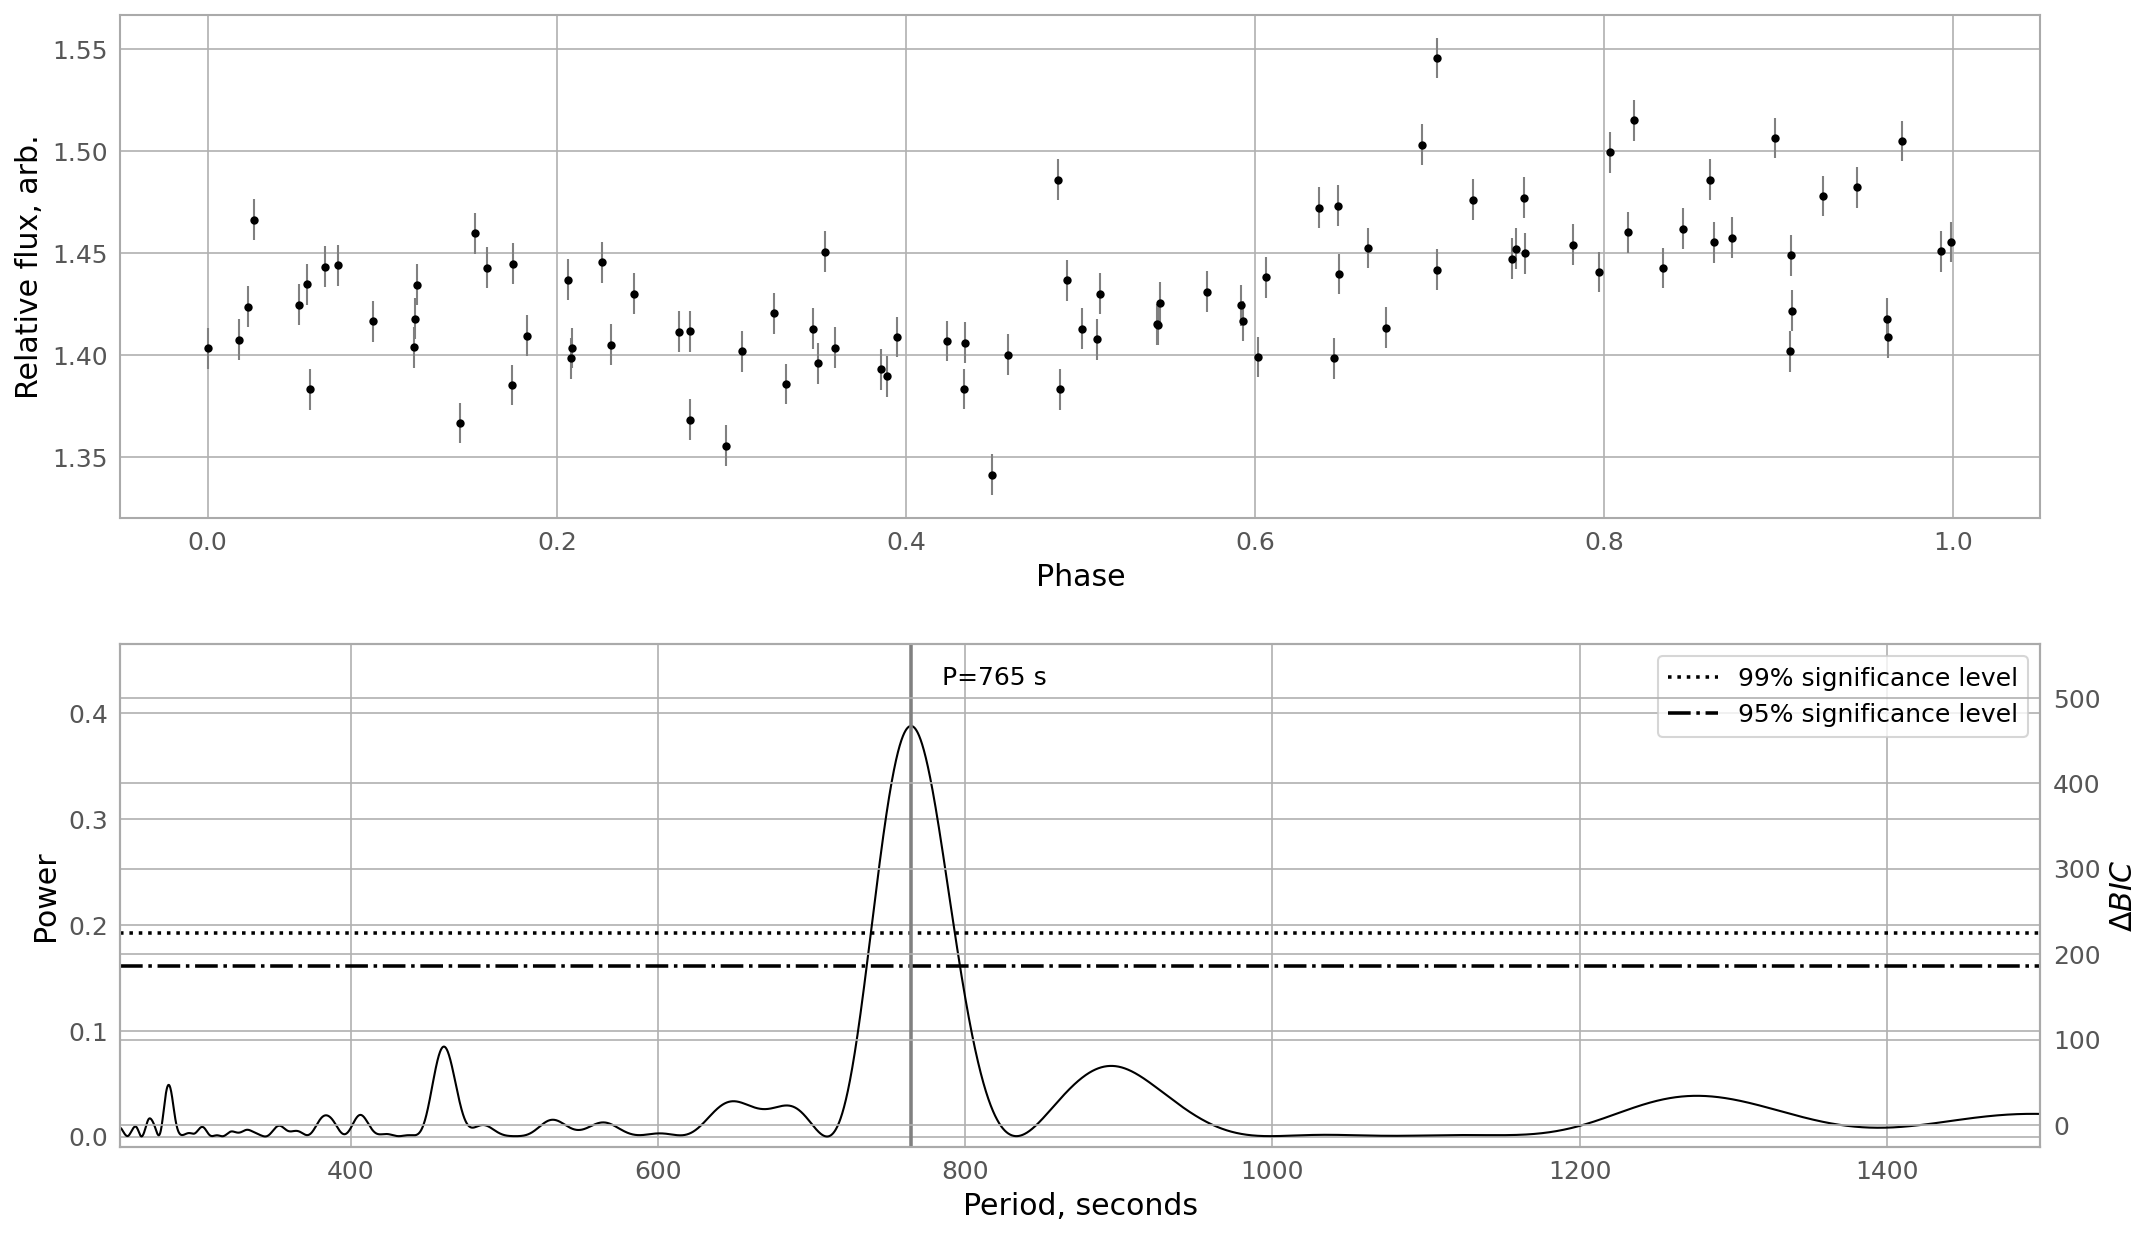 1.55
1.50
1.45
1.40
1.35
Relative flux, arb.
0.0 0.2 0.4 0.6 0.8 1.0
Phase
P=765 s
99% significance level
95% significance level
0.4
0.3
0.2
0.1
0.0
Power
500
400
300
200
100
0
ΔBIC
400 600 800 1000 1200 1400
Period, seconds